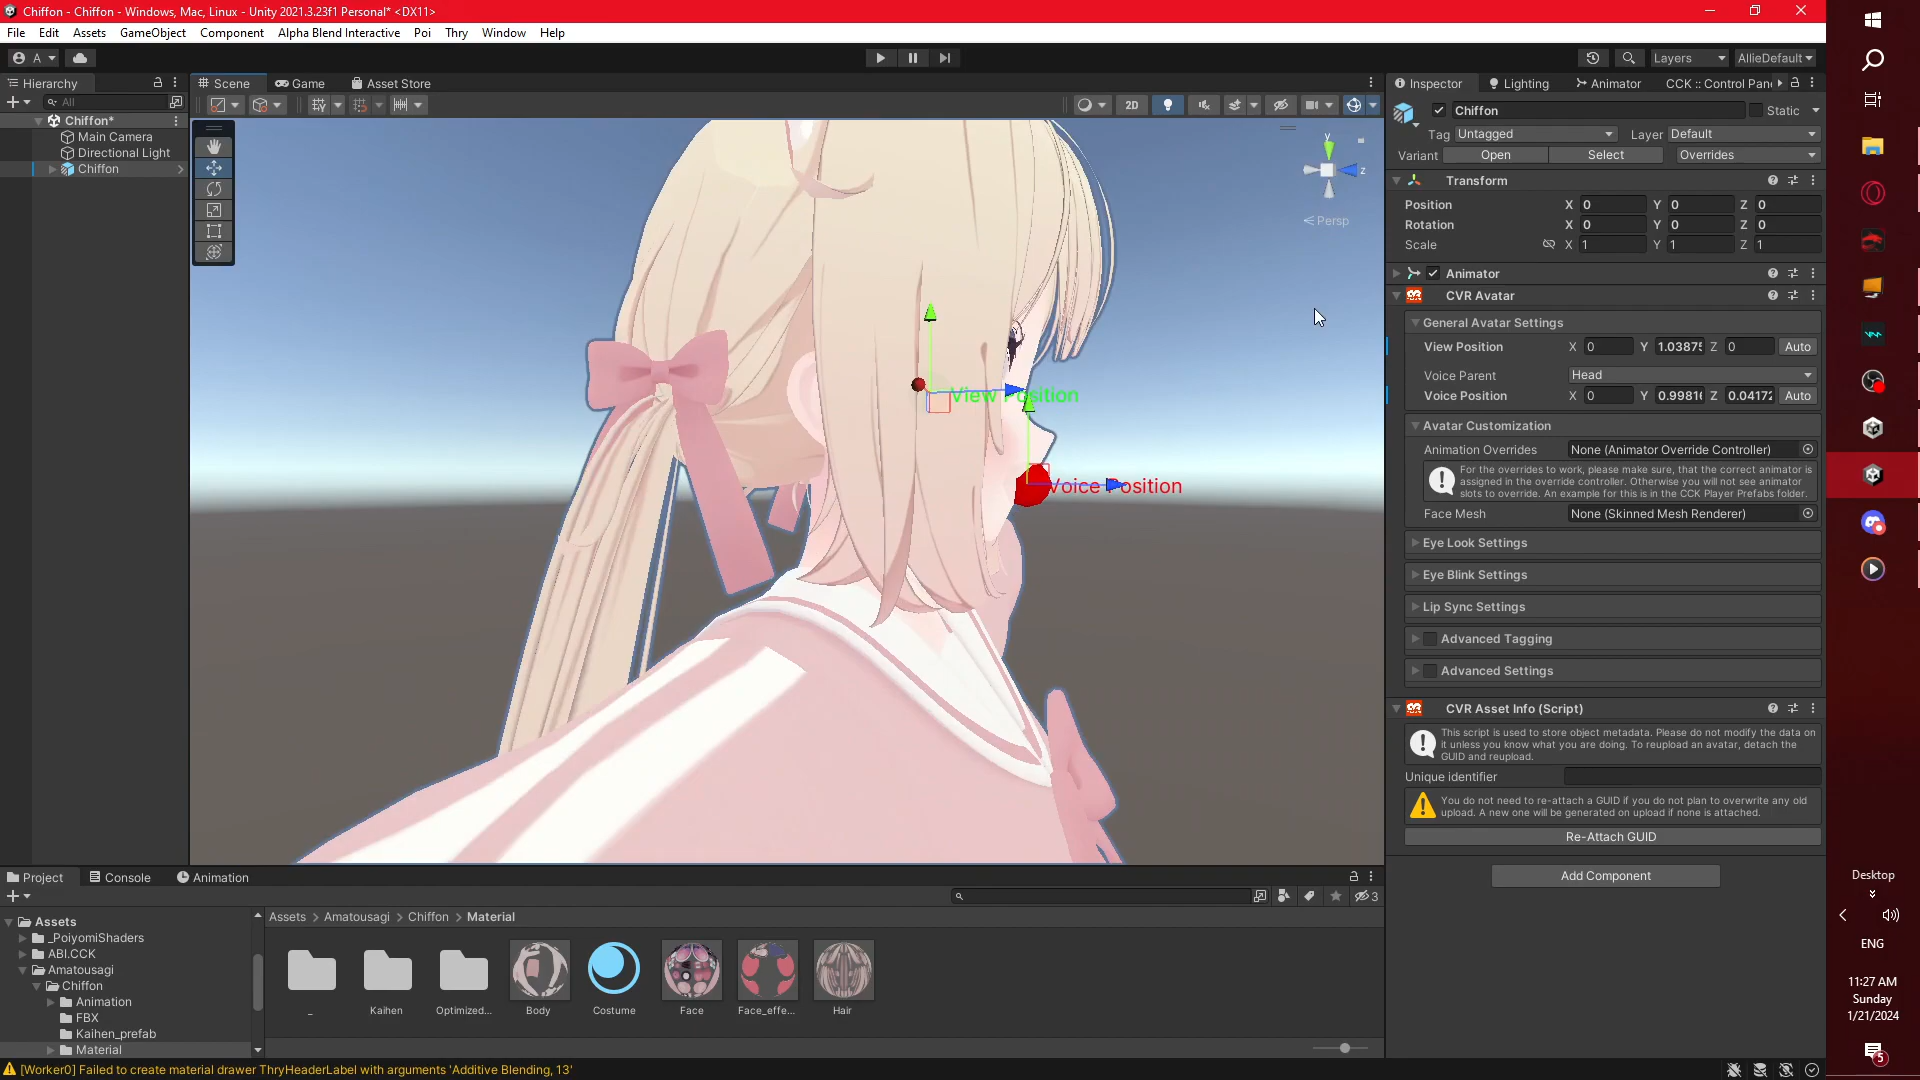 Chiffon - Chiffon - Windows, Mac, Linux - Unity 2021.3.23f1 Personal* <DX11>
File Edit Assets GameObject Component Alpha Blend Interactive Poi Thry Window Help
A
Layers AllieDefault
Hierarchy
All
Chiffon*
Main Camera
Directional Light
Chiffon
Scene Game Asset Store
2D
y
z
< Persp
View Position
Voice Position
Inspector Lighting Animator CCK :: Control Pane
Chiffon Static
Tag Untagged Layer Default
Variant Open Select Overrides
Transform
Position X 0 Y 0 Z 0
Rotation X 0 Y 0 Z 0
Scale X 1 Y 1 Z 1
Animator
CVR Avatar
General Avatar Settings
View Position X 0 Y 1.0387 Z 0 Auto
Voice Parent Head
Voice Position X 0 Y 0.9981 Z 0.04172 Auto
Avatar Customization
Animation Overrides None (Animator Override Controller)
For the overrides to work, please make sure, that the correct animator is
assigned in the override controller. Otherwise you will not see animator
slots to override. An example for this is in the CCK Player Prefabs folder.
Face Mesh None (Skinned Mesh Renderer)
Eye Look Settings
Eye Blink Settings
Lip Sync Settings
Advanced Tagging
Advanced Settings
CVR Asset Info (Script)
This script is used to store object metadata. Please do not modify the data on
it unless you know what you are doing. To reupload an avatar, detach the
GUID and reupload.
Unique identifier
You do not need to re-attach a GUID if you do not plan to overwrite any old
upload. A new one will be generated on upload if none is attached.
Re-Attach GUID
Add Component
Project Console Animation
3
Assets
_PoiyomiShaders
ABI.CCK
Amatousagi
Chiffon
Animation
FBX
Kaihen_prefab
Material
Assets > Amatousagi > Chiffon > Material
_ Kaihen Optimized... Body Costume Face Face_effe... Hair
[Worker0] Failed to create material drawer ThryHeaderLabel with arguments 'Additive Blending, 13'
Desktop
ENG
11:27 AM
Sunday
1/21/2024
5